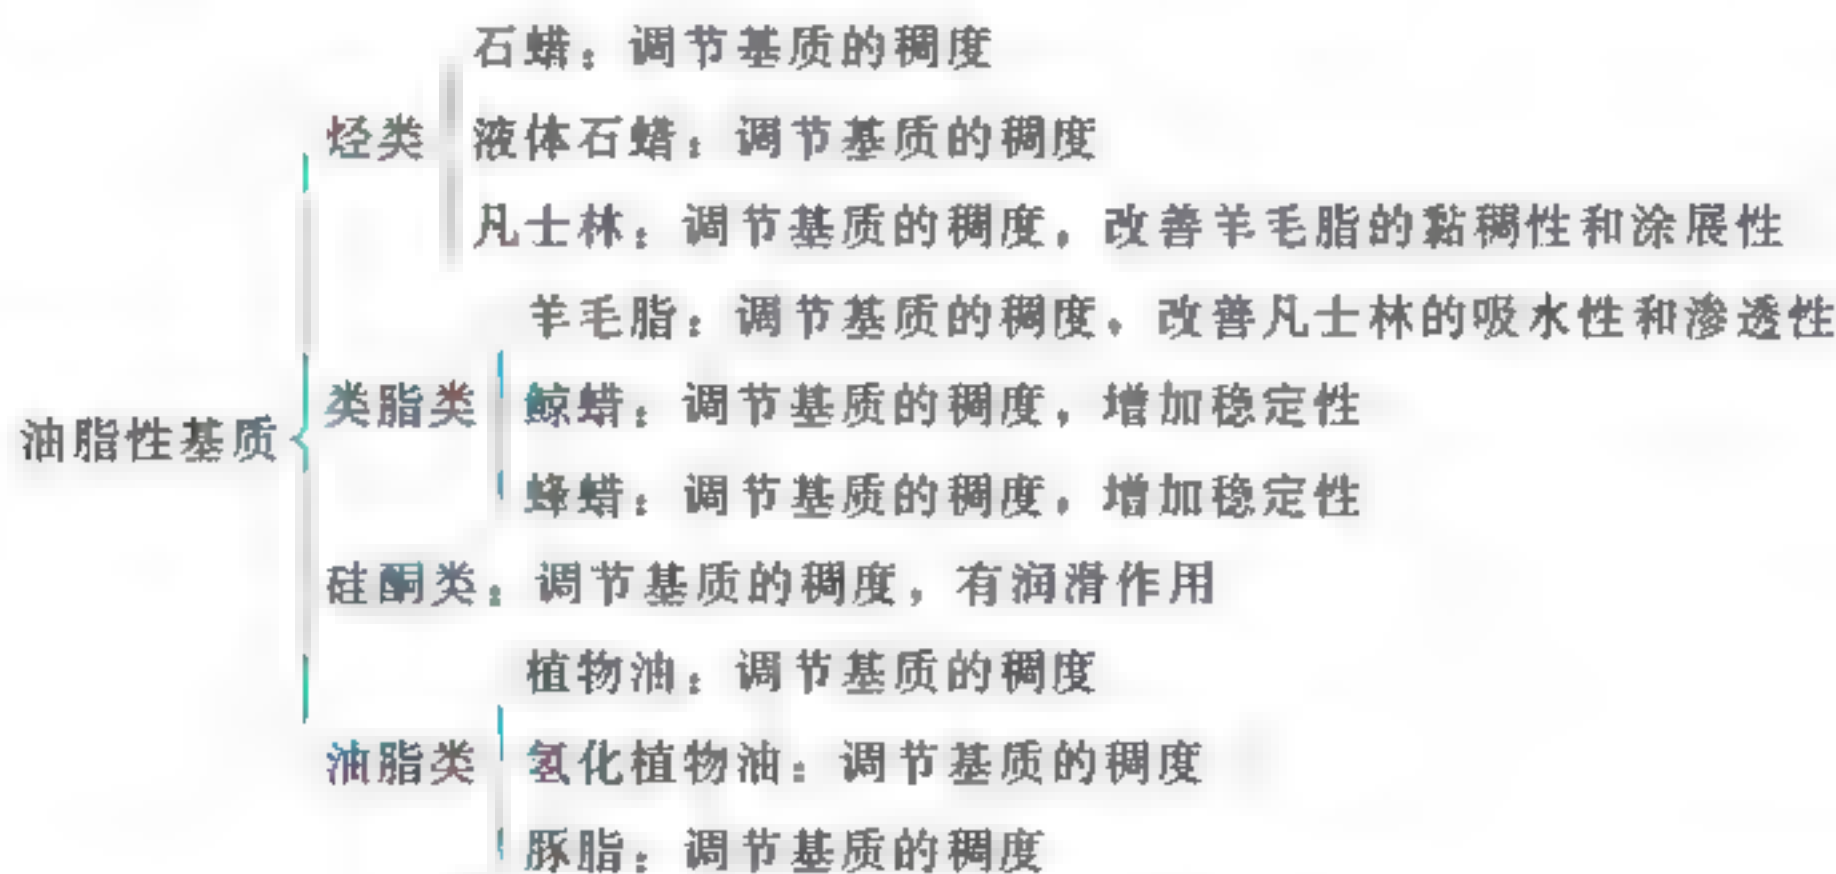 石蜡：调节基质的稠度
烃类
液体石蜡：调节基质的稠度
凡士林：调节基质的稠度，改善羊毛脂的黏稠性和涂展性
羊毛脂：调节基质的稠度，改善凡士林的吸水性和渗透性
类脂类
鲸蜡：调节基质的稠度，增加稳定性
油脂性基质
蜂蜡：调节基质的稠度，增加稳定性
硅酮类：调节基质的稠度，有润滑作用
植物油：调节基质的稠度
油脂类
氢化植物油：调节基质的稠度
豚脂：调节基质的稠度